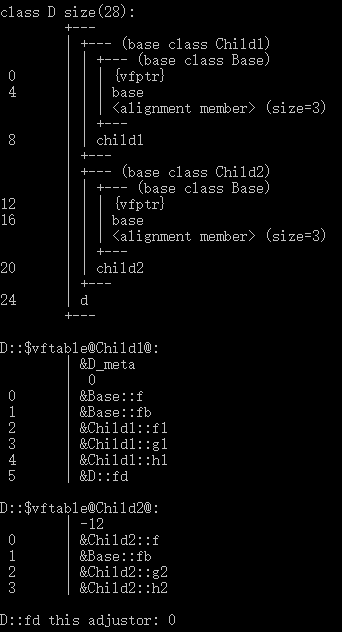 class D size(28):
        +---
        | +--- (base class Child1)
        | | +--- (base class Base)
 0      | | | {vfptr}
 4      | | | base
        | | | <alignment member> (size=3)
        | | +---
 8      | | child1
        | +---
        | +--- (base class Child2)
        | | +--- (base class Base)
12      | | | {vfptr}
16      | | | base
        | | | <alignment member> (size=3)
        | | +---
20      | | child2
        | +---
24      | d
        +---

D::$vftable@Child1@:
        | &D_meta
        |  0
 0      | &Base::f
 1      | &Base::fb
 2      | &Child1::f1
 3      | &Child1::g1
 4      | &Child1::h1
 5      | &D::fd

D::$vftable@Child2@:
        | -12
 0      | &Child2::f
 1      | &Base::fb
 2      | &Child2::g2
 3      | &Child2::h2

D::fd this adjustor: 0